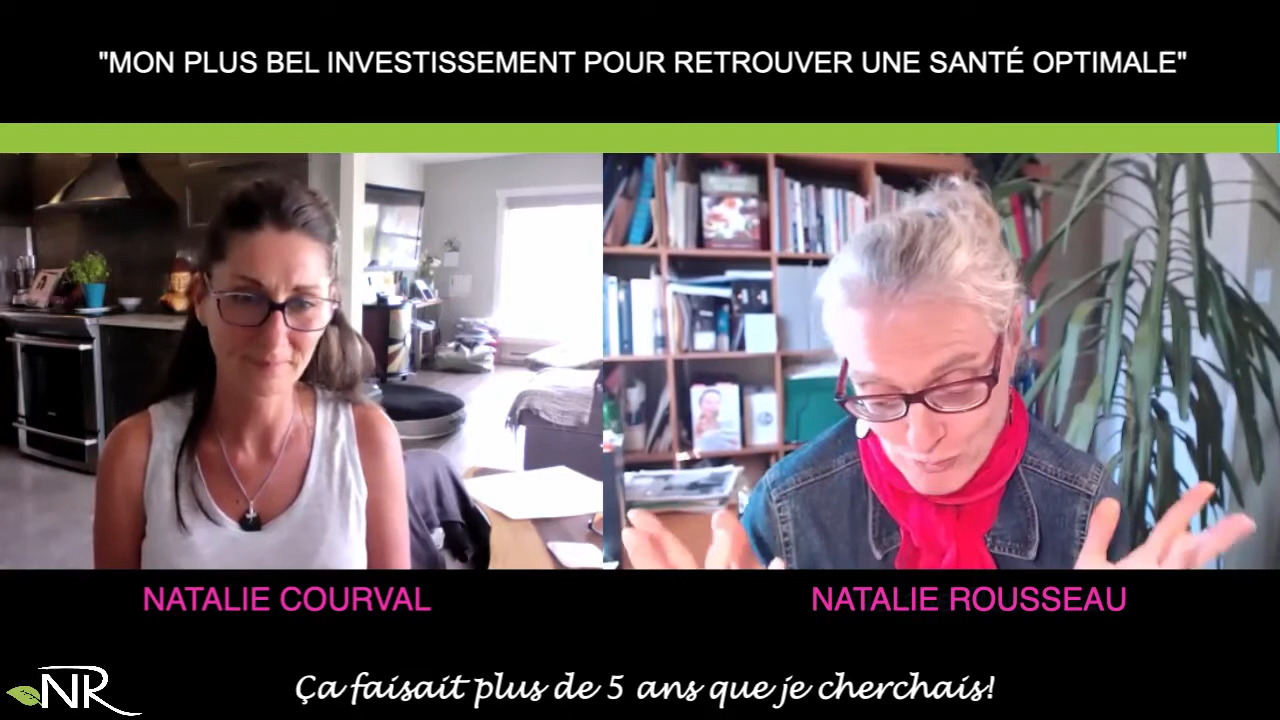 "MON PLUS BEL INVESTISSEMENT POUR RETROUVER UNE SANTÉ OPTIMALE"
NATALIE COURVAL
NATALIE ROUSSEAU
NR
Ça faisait plus de 5 ans que je cherchais!